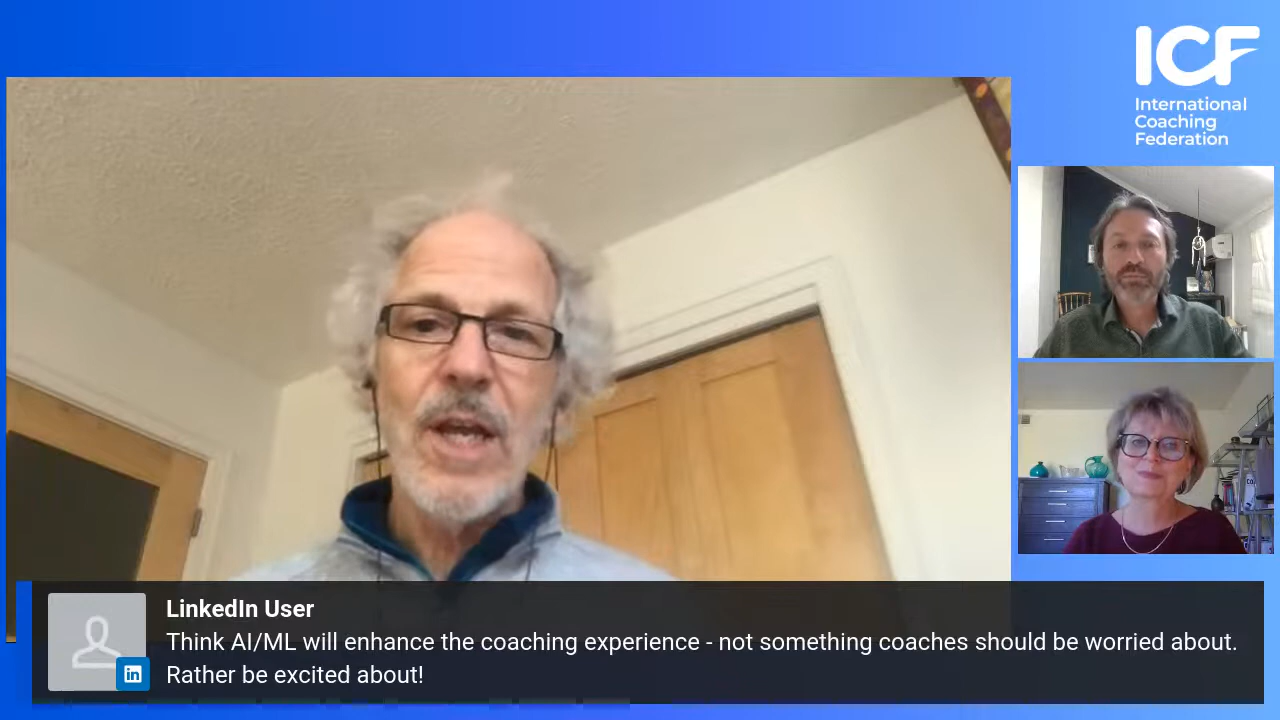 ICF
International
Coaching
Federation
LinkedIn User
Think AI/ML will enhance the coaching experience - not something coaches should be worried about.
Rather be excited about!
in